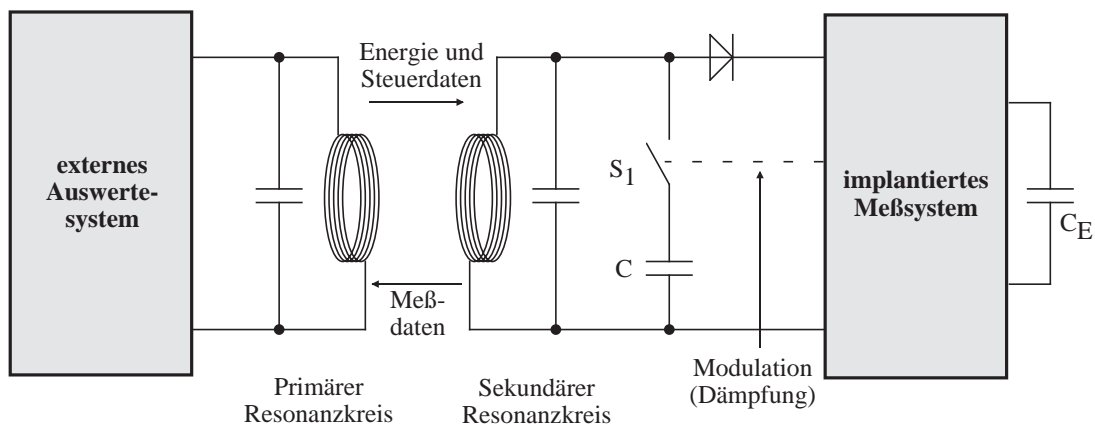 Energie und
Steuerdaten
externes
Auswerte-
system
S1
implantiertes
Meßsystem
CE
C
Meß-
daten
Primärer
Resonanzkreis
Sekundärer
Resonanzkreis
Modulation
(Dämpfung)